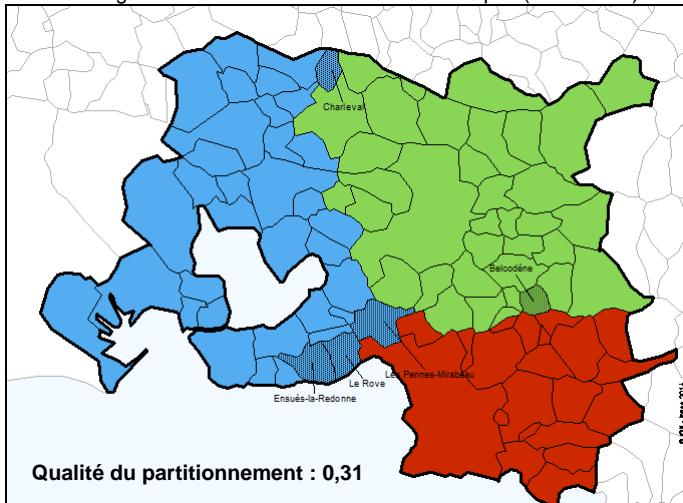 Charleval
Belcodène
Les Pennes-Mirabeau
Le Rove
Ensuès-la-Redonne
Qualité du partitionnement : 0,31